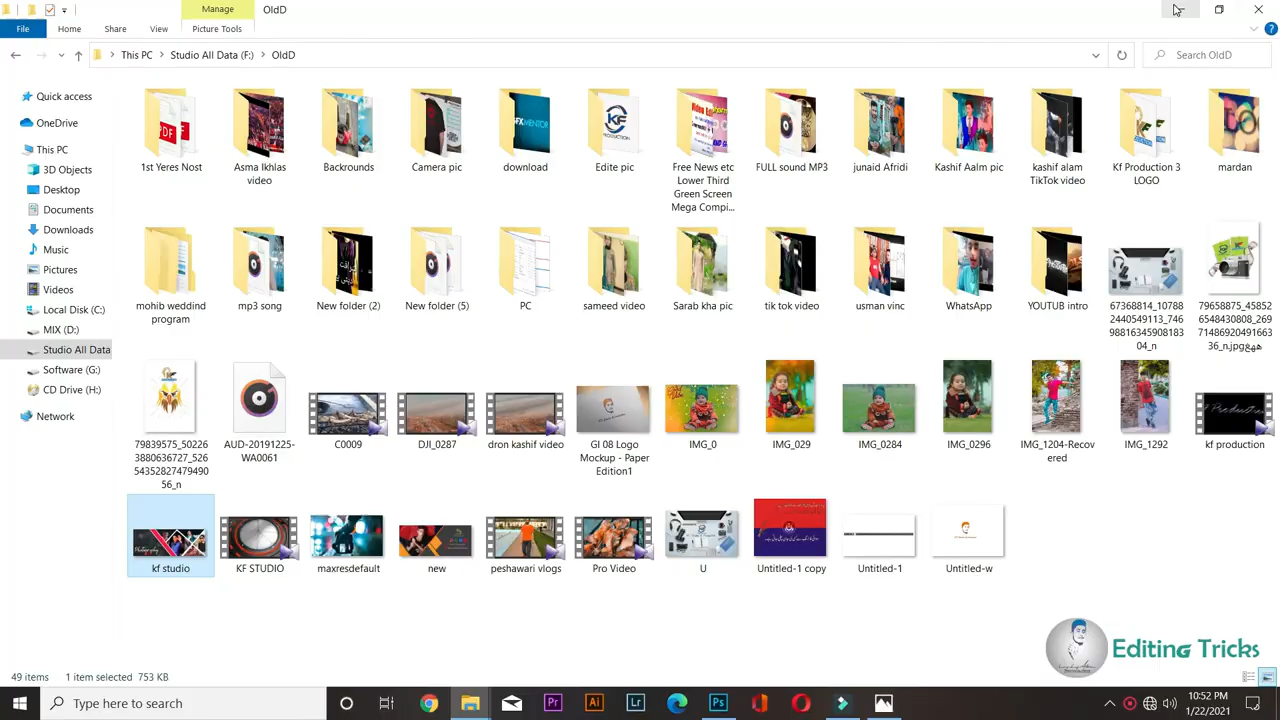 Manage
OldD
File
Home
Share
View
Picture Tools
This PC
Studio All Data (F:)
OldD
Search OldD
Quick access
OneDrive
This PC
3D Objects
Desktop
Documents
Downloads
Music
Pictures
Videos
Local Disk (C:)
MIX (D:)
Studio All Data
Software (G:)
CD Drive (H:)
Network
1st Yeres Nost
Asma Ikhlas
video
Backrounds
Camera pic
download
Edite pic
Free News etc
Lower Third
Green Screen
Mega Compi...
FULL sound MP3
junaid Afridi
Kashif Aalm pic
kashif alam
TikTok video
Kf Production 3
LOGO
mardan
mohib weddind
program
mp3 song
New folder (2)
New folder (5)
PC
sameed video
Sarab kha pic
tik tok video
usman vinc
WhatsApp
YOUTUB intro
67368814_10788
2440549113_746
98816345908183
04_n
79658875_45852
6548430808_269
71486920491663
79839575_50226
3880636727_526
54352827479490
56_n
AUD-20191225-
WA0061
C0009
DJI_0287
dron kashif video
GI 08 Logo
Mockup - Paper
Edition1
IMG_0
IMG_029
IMG_0284
IMG_0296
IMG_1204-Recov
ered
IMG_1292
kf production
kf studio
KF STUDIO
maxresdefault
new
peshawari vlogs
Pro Video
U
Untitled-1 copy
Untitled-1
Untitled-w
Editing Tricks
49 items
1 item selected 753 KB
Type here to search
Pr
Ai
Lr
Ps
10:52 PM
1/22/2021